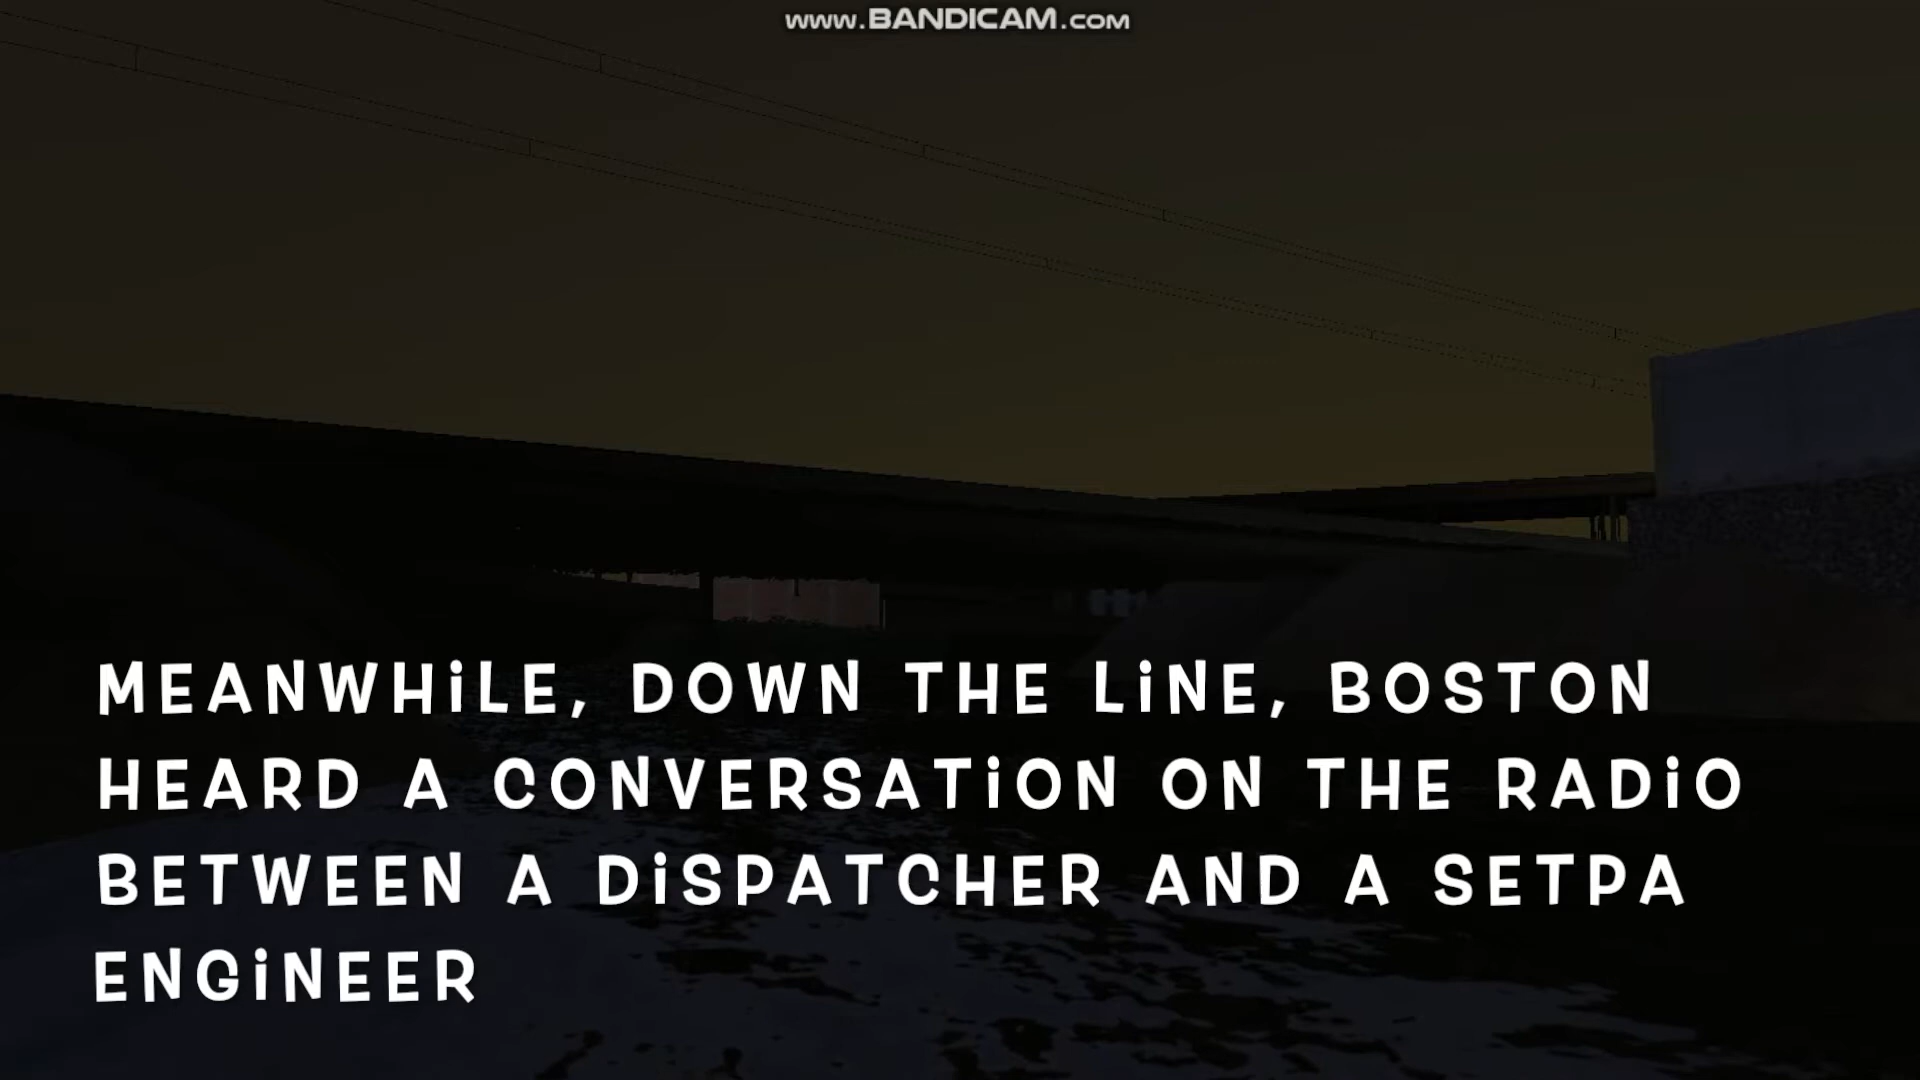 www.BANDICAM.com
MEANWHiLE, DOWN THE LiNE, BOSTON
HEARD A CONVERSATiON ON THE RADiO
BETWEEN A DiSPATCHER AND A SETPA
ENGiNEER